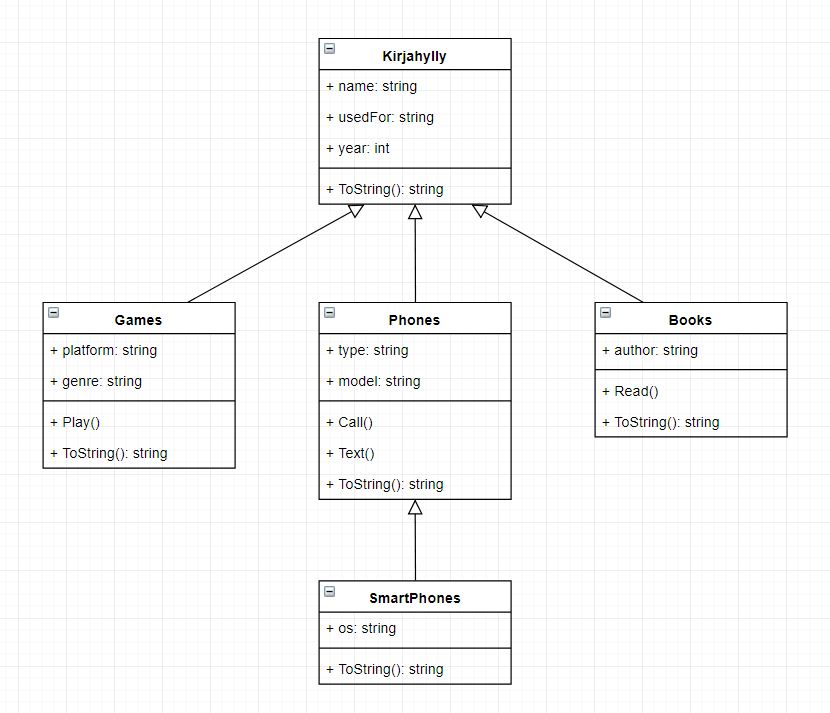 Kirjahylly
+ name: string
+ usedFor: string
+ year: int
+ ToString(): string
Games
+ platform: string
+ genre: string
+ Play()
+ ToString(): string
Phones
+ type: string
+ model: string
+ Call()
+ Text()
+ ToString(): string
Books
+ author: string
+ Read()
+ ToString(): string
SmartPhones
+ os: string
+ ToString(): string